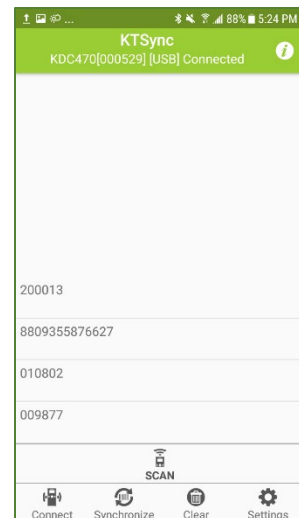 ... 88% 5:24 PM
KTSync
KDC470[000529] [USB] Connected
200013
8809355876627
010802
009877
SCAN
Connect Synchronize Clear Settings